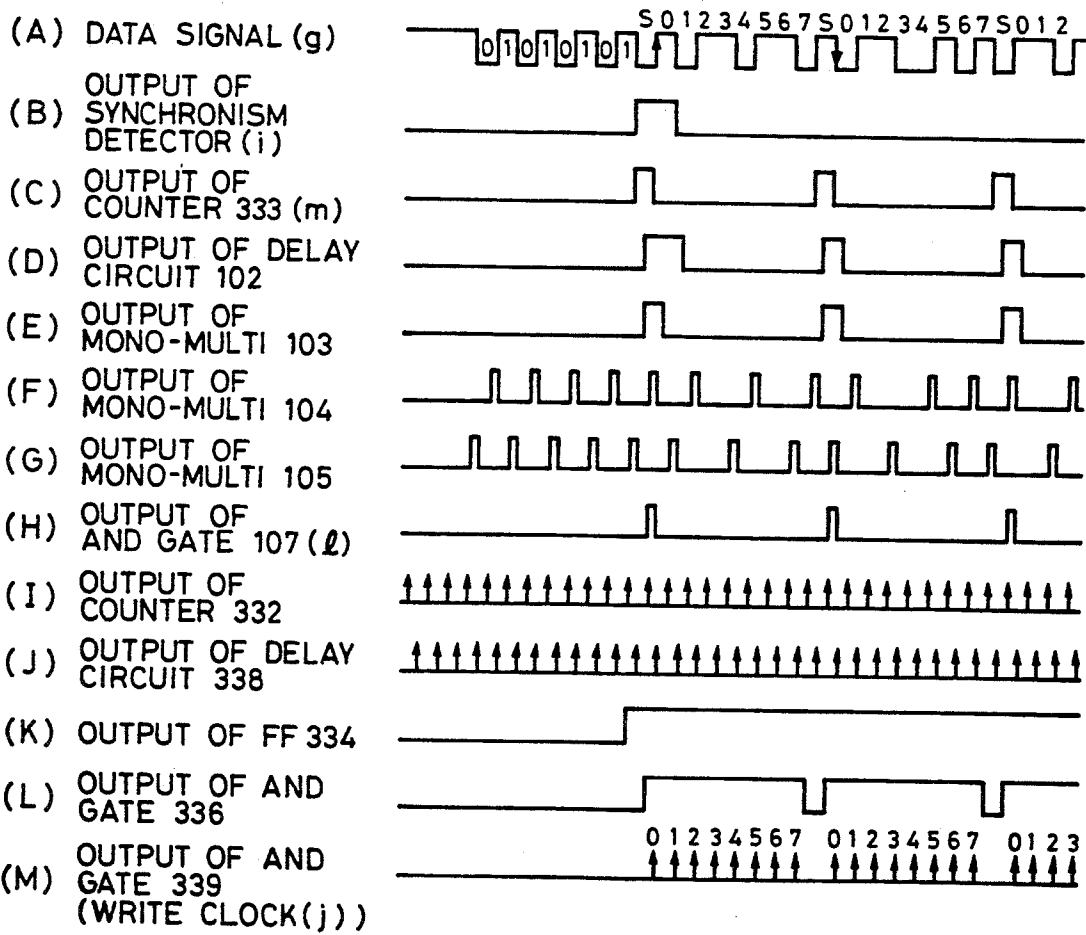 S 0 1 2 3 4 5 6 7 S 0 1 2 3 4 5 6 7 S 0 1 2
(A) DATA SIGNAL (g)
0 1 0 1 0 1 0 1
(B) OUTPUT OF
SYNCHRONISM
DETECTOR (i)
(C) OUTPUT OF
COUNTER 333 (m)
(D) OUTPUT OF DELAY
CIRCUIT 102
(E) OUTPUT OF
MONO-MULTI 103
(F) OUTPUT OF
MONO-MULTI 104
(G) OUTPUT OF
MONO-MULTI 105
(H) OUTPUT OF
AND GATE 107 (ℓ)
(I) OUTPUT OF
COUNTER 332
(J) OUTPUT OF DELAY
CIRCUIT 338
(K) OUTPUT OF FF 334
(L) OUTPUT OF AND
GATE 336
0 1 2 3 4 5 6 7 0 1 2 3 4 5 6 7 0 1 2 3
(M) OUTPUT OF AND
GATE 339
(WRITE CLOCK (j))